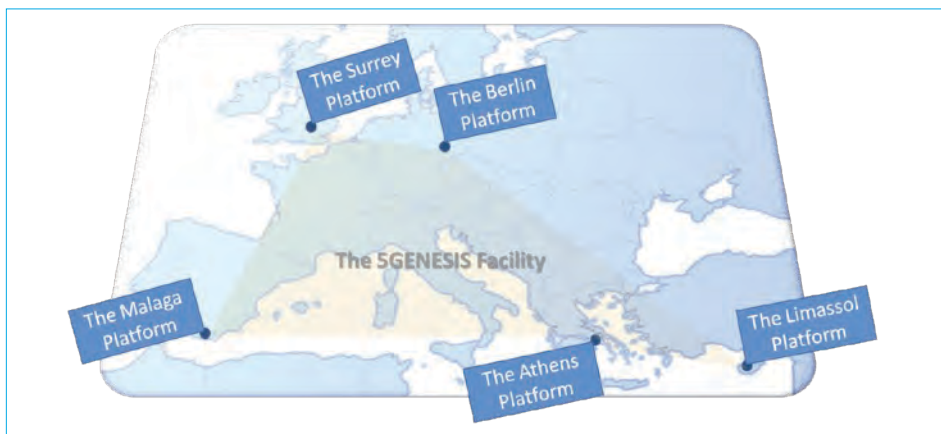 The Surrey
Platform
The Berlin
Platform
The 5GENESIS Facility
The Malaga
Platform
The Limassol
Platform
The Athens
Platform